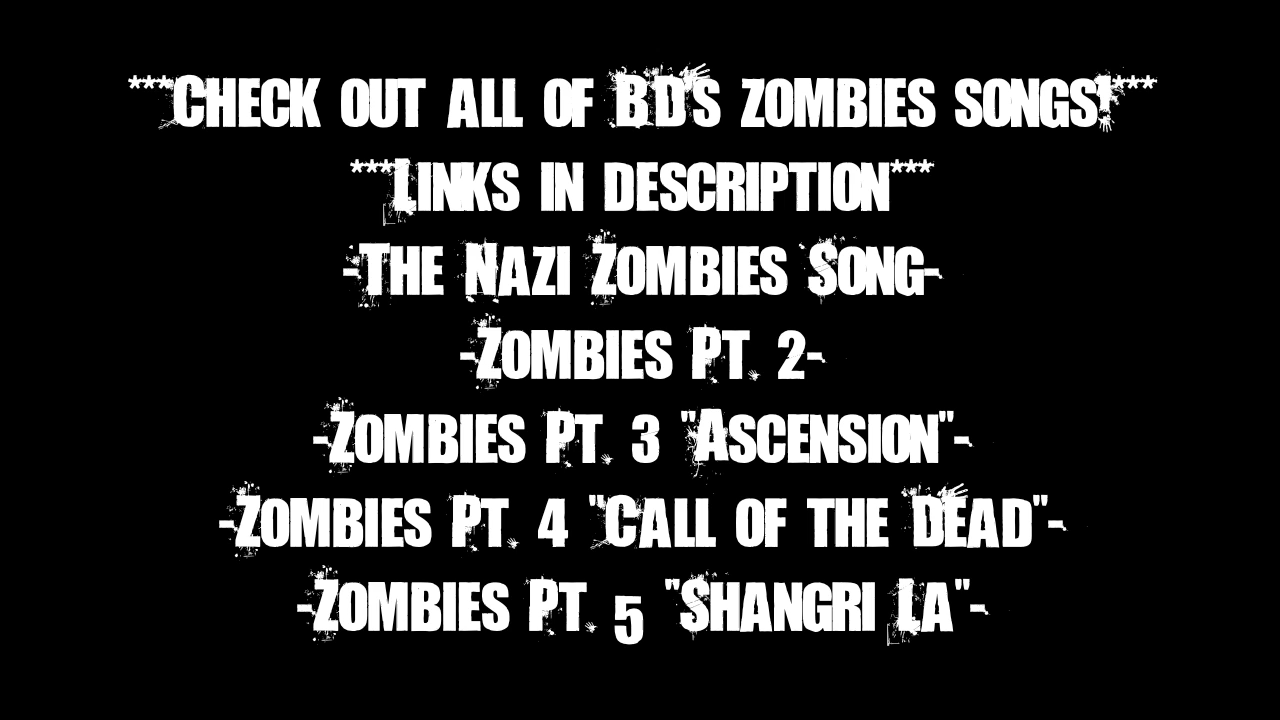 ***Check out all of BD's zombies songs!***
***Links in description***
-The Nazi Zombies Song-
-Zombies Pt. 2-
-Zombies Pt. 3 "Ascension"-
-Zombies Pt. 4 "Call of the Dead"-
-Zombies Pt. 5 "Shangri La"-